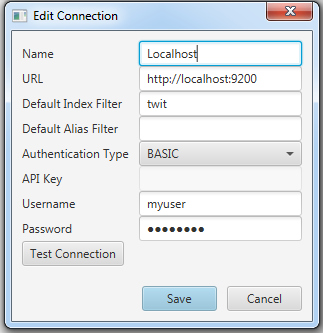 Edit Connection
Name Localhost
URL http://localhost:9200
Default Index Filter twit
Default Alias Filter
Authentication Type BASIC
API Key
Username myuser
Password ●●●●●●●●
Test Connection
Save Cancel